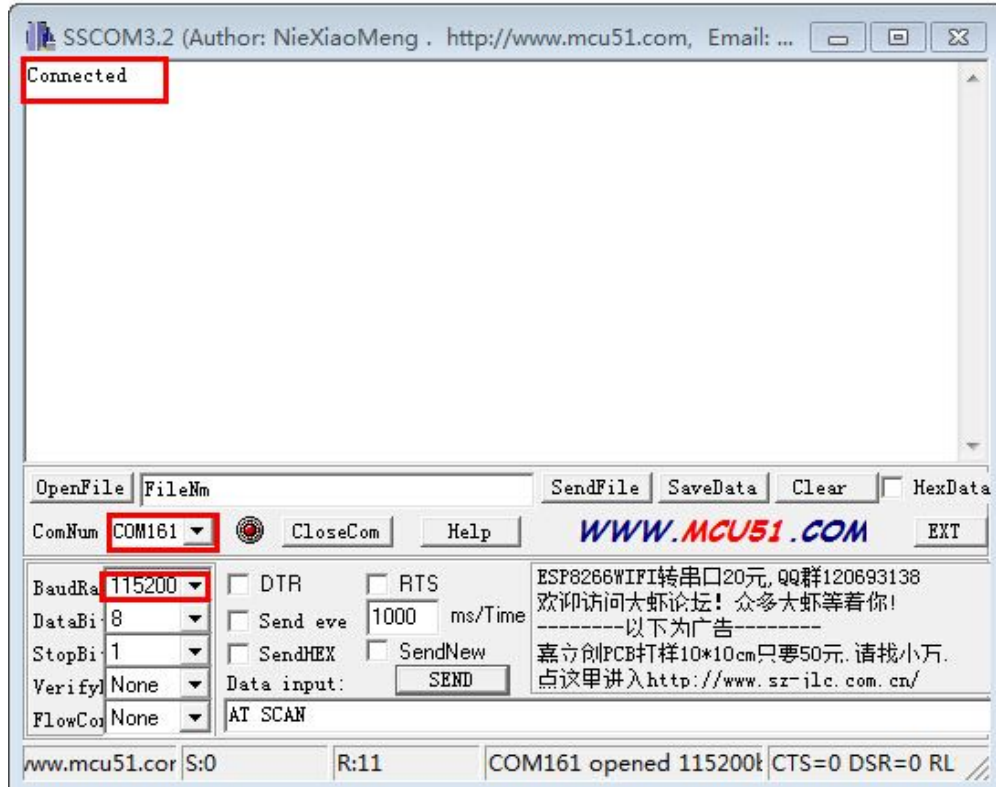 SSCOM3.2 (Author: NieXiaoMeng . http://www.mcu51.com, Email: ...
Connected
OpenFile FileNm SendFile SaveData Clear HexData
ComNum COM161 CloseCom Help WWW.MCU51.COM EXT
BaudRa 115200 DTR RTS
DataBi 8 Send eve 1000 ms/Time
StopBi 1 SendHEX SendNew
Verify None Data input: SEND
FlowCo None AT SCAN
ESP8266WIFI转串口20元,QQ群120693138
欢迎访问大虾论坛! 众多大虾等着你!
--------以下为广告--------
嘉立创PCB打样10*10cm只要50元.请找小万.
点这里进入http://www.sz-jlc.com.cn/
www.mcu51.cor S:0 R:11 COM161 opened 115200b CTS=0 DSR=0 RL